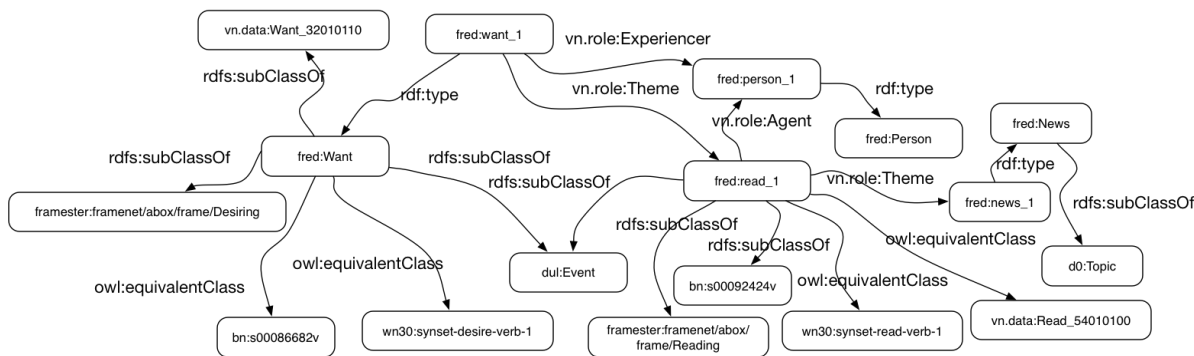 vn.data:Want_32010110
fred:want_1
vn.role:Experiencer
rdfs:subClassOf
fred:person_1
rdf:type
vn.role:Theme
rdf:type
fred:News
vn.role:Agent
fred:Person
fred:Want
rdfs:subClassOf
rdfs:subClassOf
rdf:type
rdfs:subClassOf
fred:read_1
vn.role:Theme
fred:news_1
rdfs:subClassOf
framester:framenet/abox/frame/Desiring
rdfs:subClassOf
rdfs:subClassOf
owl:equivalentClass
owl:equivalentClass
dul:Event
d0:Topic
owl:equivalentClass
bn:s00092424v
owl:equivalentClass
bn:s00086682v
wn30:synset-desire-verb-1
framester:framenet/abox/
frame/Reading
wn30:synset-read-verb-1
vn.data:Read_54010100